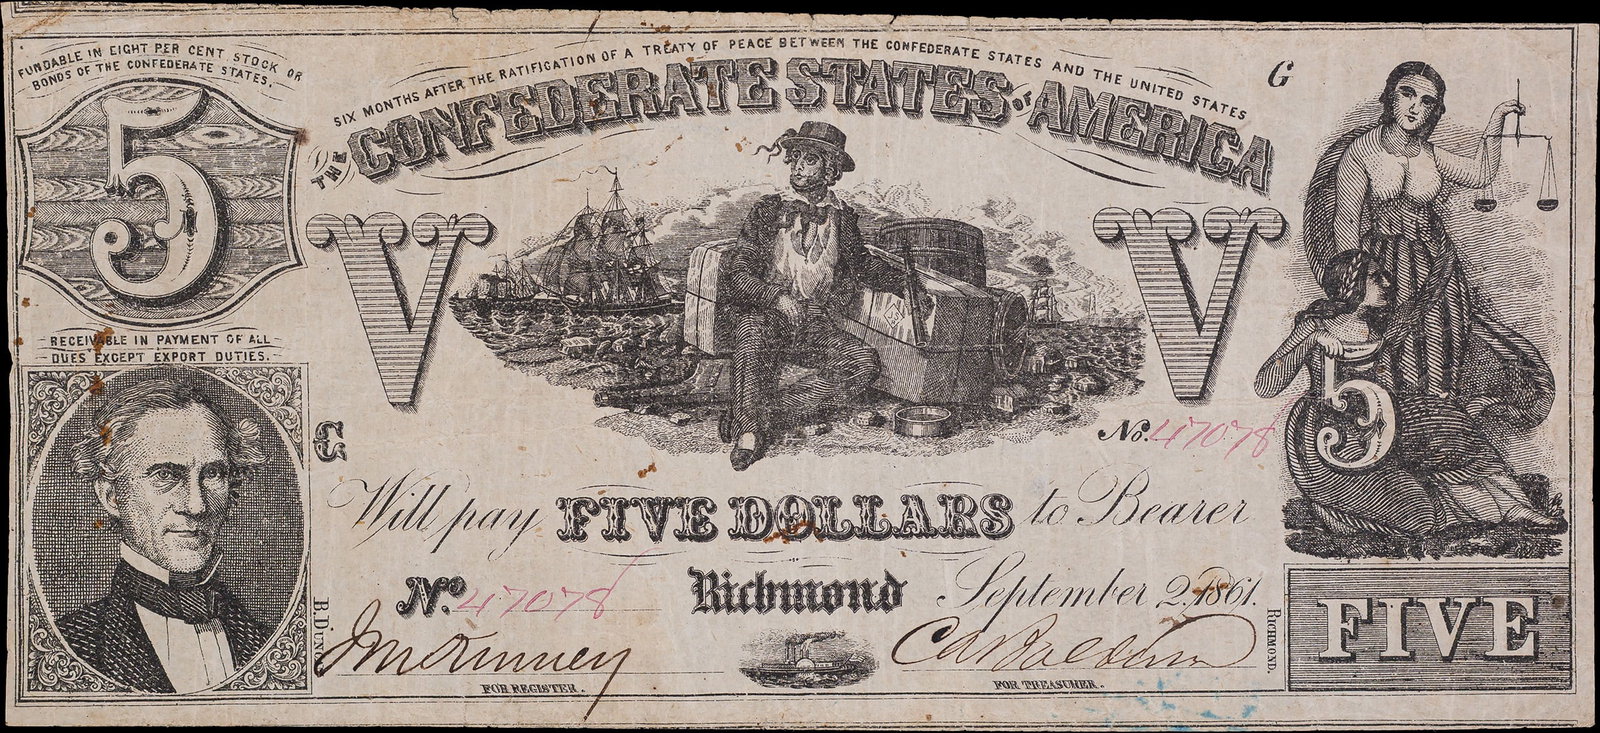 FUNDABLE IN EIGHT PER CENT STOCK OR
BONDS OF THE CONFEDERATE STATES.
SIX MONTHS AFTER THE RATIFICATION OF A TREATY OF PEACE BETWEEN THE CONFEDERATE STATES AND THE UNITED STATES
THE CONFEDERATE STATES OF AMERICA
G
5
V
V
RECEIVABLE IN PAYMENT OF ALL
DUES EXCEPT EXPORT DUTIES.
5
No. 47078
Will pay FIVE DOLLARS to Bearer
No. 47078
Richmond September 2, 1861.
B. DUNCAN
RICHMOND.
FIVE
FOR REGISTER.
FOR TREASURER.